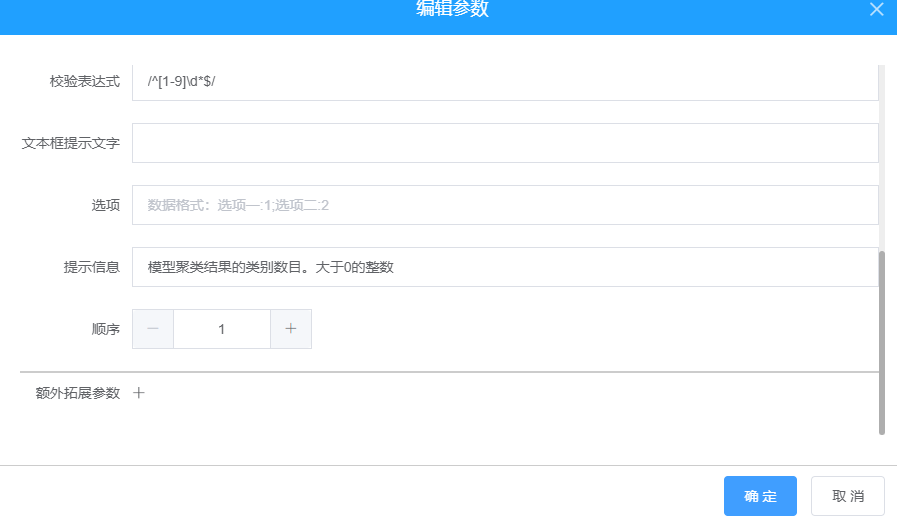 编辑参数
校验表达式 /^[1-9]\d*$/
文本框提示文字
选项 数据格式：选项一:1;选项二:2
提示信息 模型聚类结果的类别数目。大于0的整数
顺序 1
额外拓展参数
确定 取消